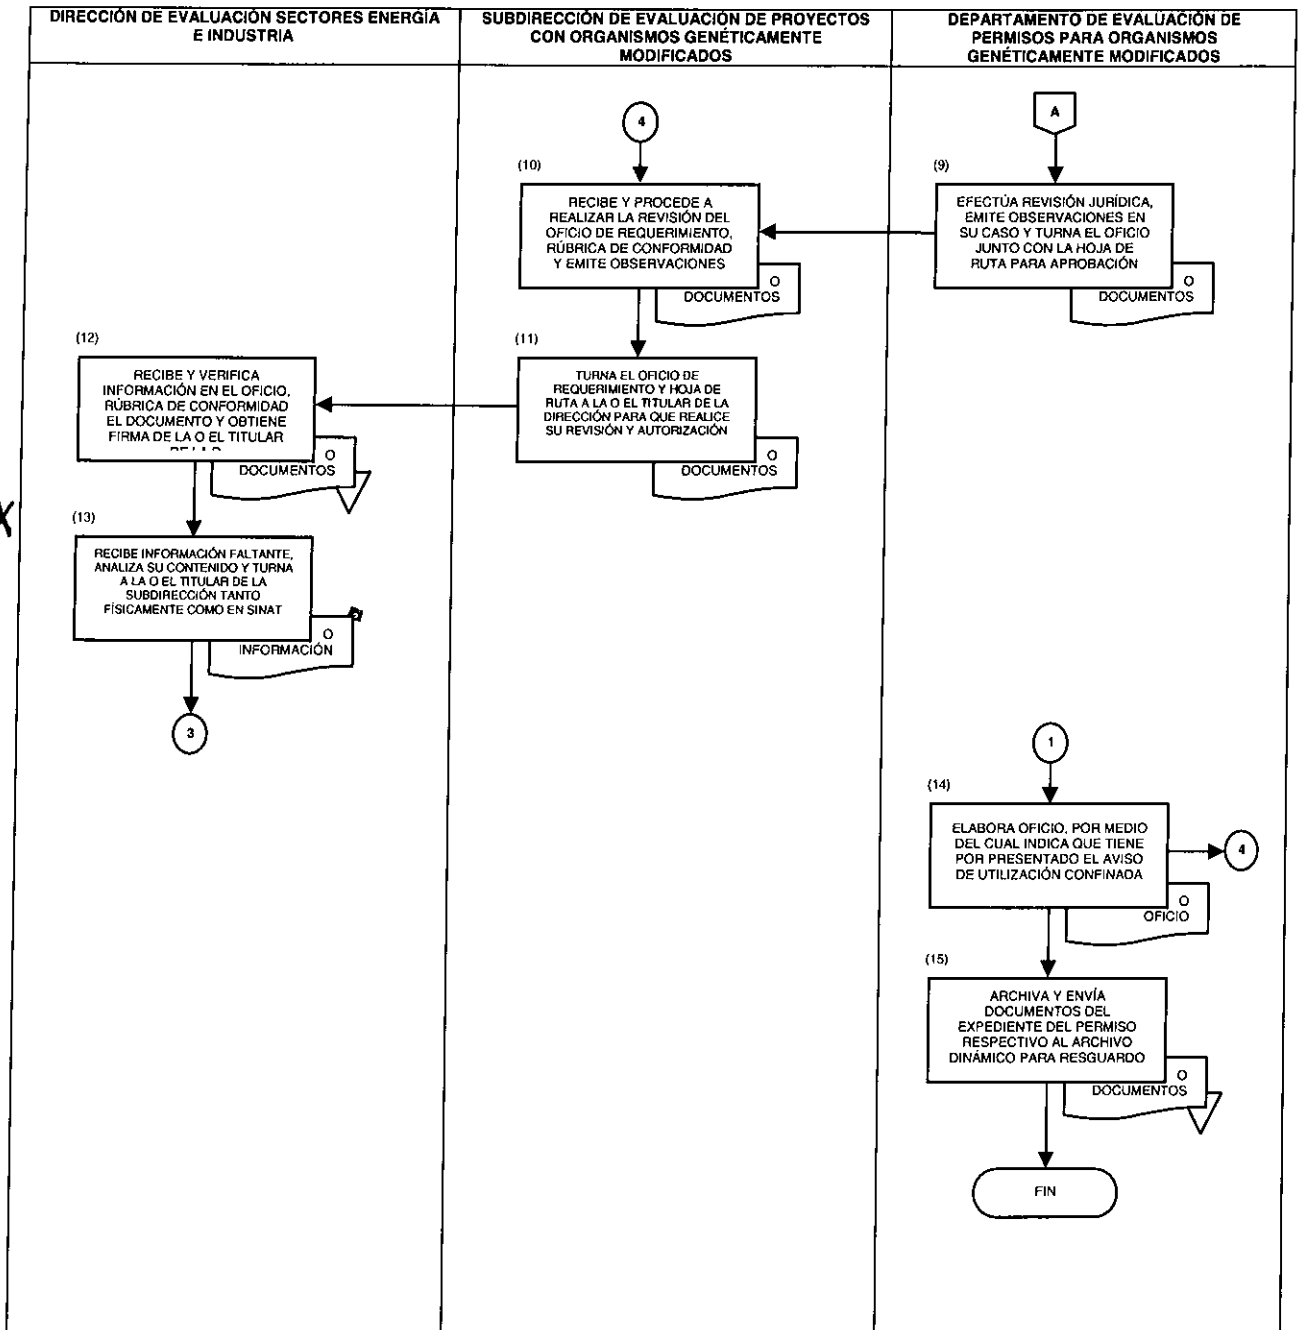 DIRECCIÓN DE EVALUACIÓN SECTORES ENERGÍA
E INDUSTRIA
SUBDIRECCIÓN DE EVALUACIÓN DE PROYECTOS
CON ORGANISMOS GENÉTICAMENTE
MODIFICADOS
DEPARTAMENTO DE EVALUACIÓN DE
PERMISOS PARA ORGANISMOS
GENÉTICAMENTE MODIFICADOS
4
A
(10)
RECIBE Y PROCEDE A
REALIZAR LA REVISIÓN DEL
OFICIO DE REQUERIMIENTO,
RÚBRICA DE CONFORMIDAD
Y EMITE OBSERVACIONES
O
DOCUMENTOS
(9)
EFECTÚA REVISIÓN JURÍDICA,
EMITE OBSERVACIONES EN
SU CASO Y TURNA EL OFICIO
JUNTO CON LA HOJA DE
RUTA PARA APROBACIÓN
O
DOCUMENTOS
(12)
RECIBE Y VERIFICA
INFORMACIÓN EN EL OFICIO,
RÚBRICA DE CONFORMIDAD
EL DOCUMENTO Y OBTIENE
FIRMA DE LA O EL TITULAR
O
DOCUMENTOS
(11)
TURNA EL OFICIO DE
REQUERIMIENTO Y HOJA DE
RUTA A LA O EL TITULAR DE LA
DIRECCIÓN PARA QUE REALICE
SU REVISIÓN Y AUTORIZACIÓN
O
DOCUMENTOS
(13)
RECIBE INFORMACIÓN FALTANTE,
ANALIZA SU CONTENIDO Y TURNA
A LA O EL TITULAR DE LA
SUBDIRECCIÓN TANTO
FÍSICAMENTE COMO EN SINAT
O
INFORMACIÓN
3
1
(14)
ELABORA OFICIO, POR MEDIO
DEL CUAL INDICA QUE TIENE
POR PRESENTADO EL AVISO
DE UTILIZACIÓN CONFINADA
4
O
OFICIO
(15)
ARCHIVA Y ENVÍA
DOCUMENTOS DEL
EXPEDIENTE DEL PERMISO
RESPECTIVO AL ARCHIVO
DINÁMICO PARA RESGUARDO
O
DOCUMENTOS
FIN